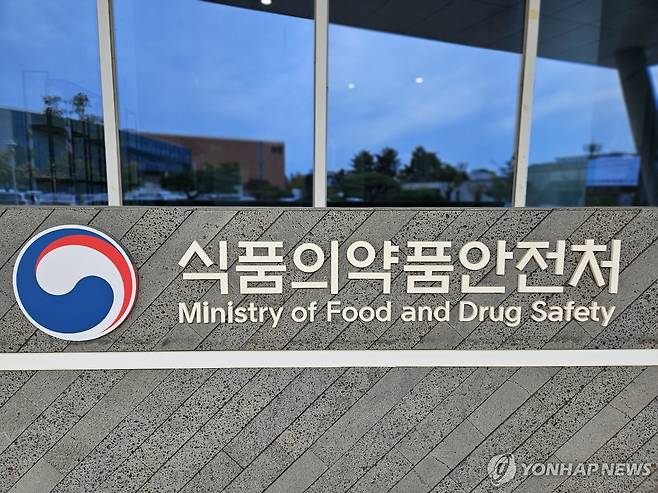 식품의약품안전처
Ministry of Food and Drug Safety
YONHAP NEWS